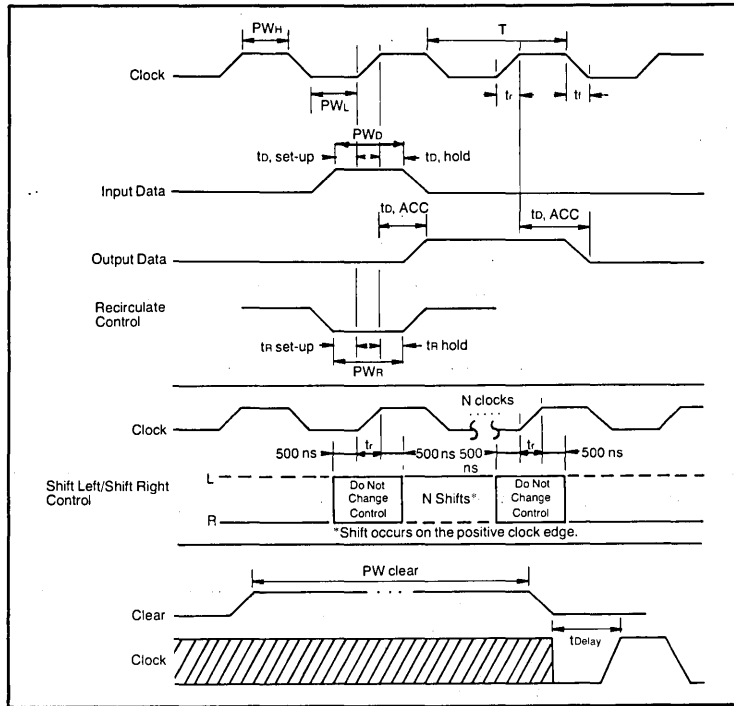 PWH
T
Clock
PWL
tr
tf
PWD
tD, set-up
tD, hold
Input Data
tD, ACC
tD, ACC
Output Data
Recirculate
Control
tR set-up
tR hold
PWR
N clocks
Clock
500 ns
tr
500 ns
500
ns
tr
500 ns
Shift Left/Shift Right
Control
L
R
Do Not
Change
Control
N Shifts*
Do Not
Change
Control
*Shift occurs on the positive clock edge.
PW clear
Clear
tDelay
Clock